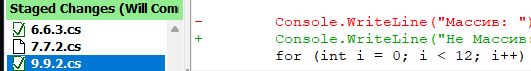 Staged Changes (Will Com
6.6.3.cs
7.7.2.cs
9.9.2.cs
- Console.WriteLine("Массив: ")
+ Console.WriteLine("Не Массив:
for (int i = 0; i < 12; i++)